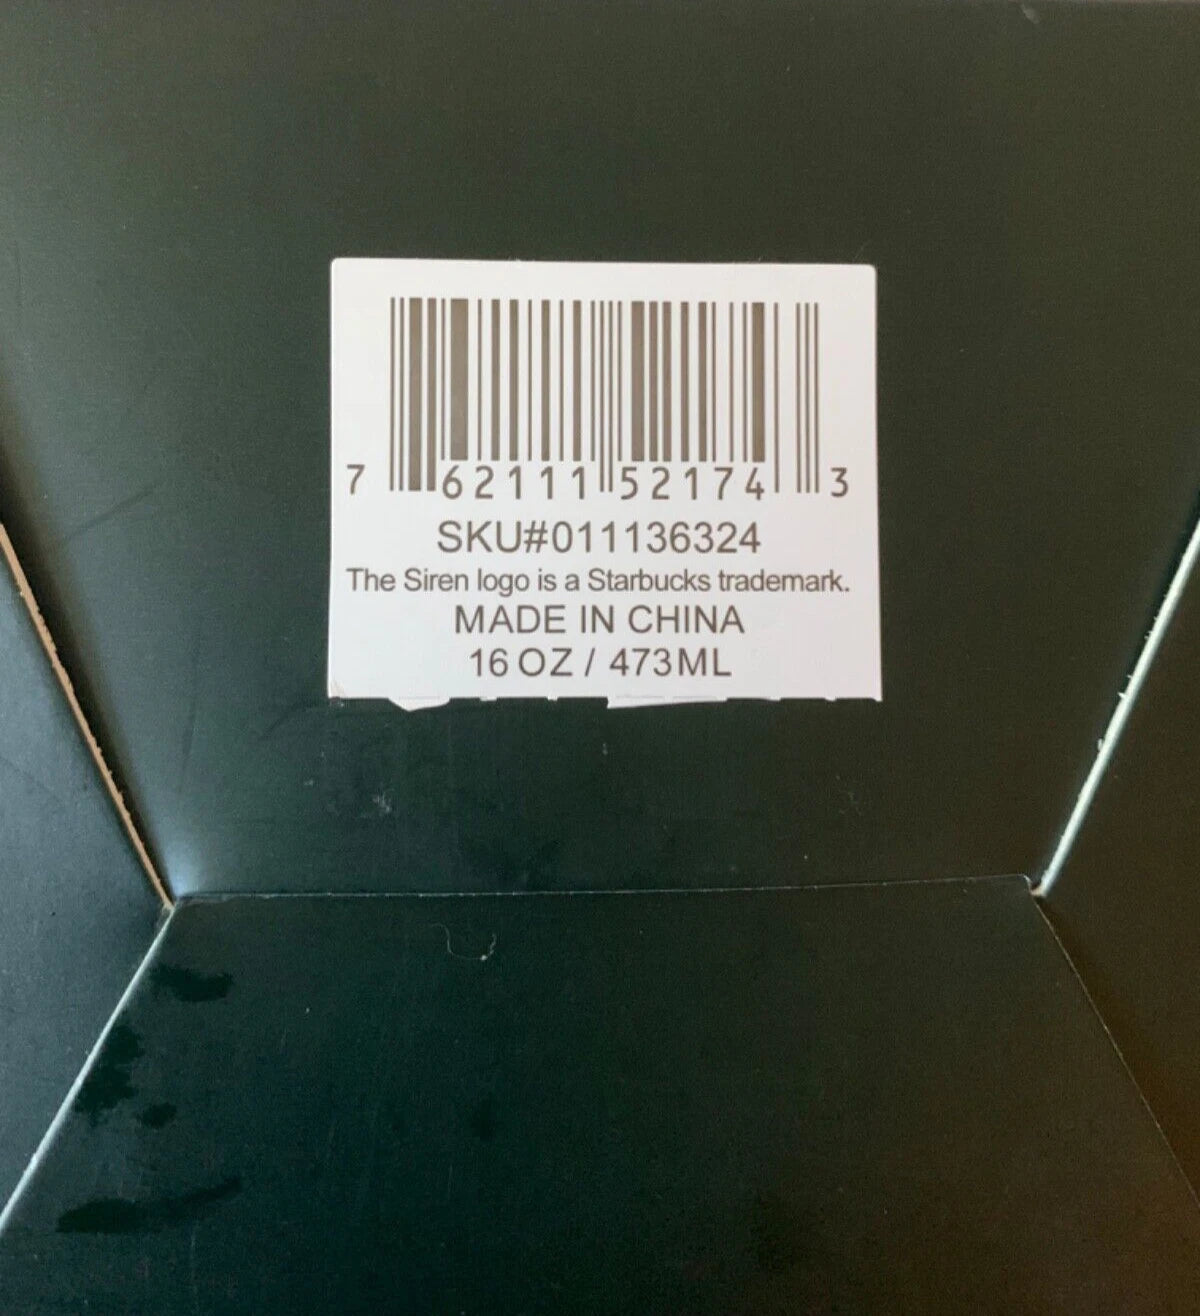 7 62111 52174 3
SKU#011136324
The Siren logo is a Starbucks trademark.
MADE IN CHINA
16 OZ / 473ML